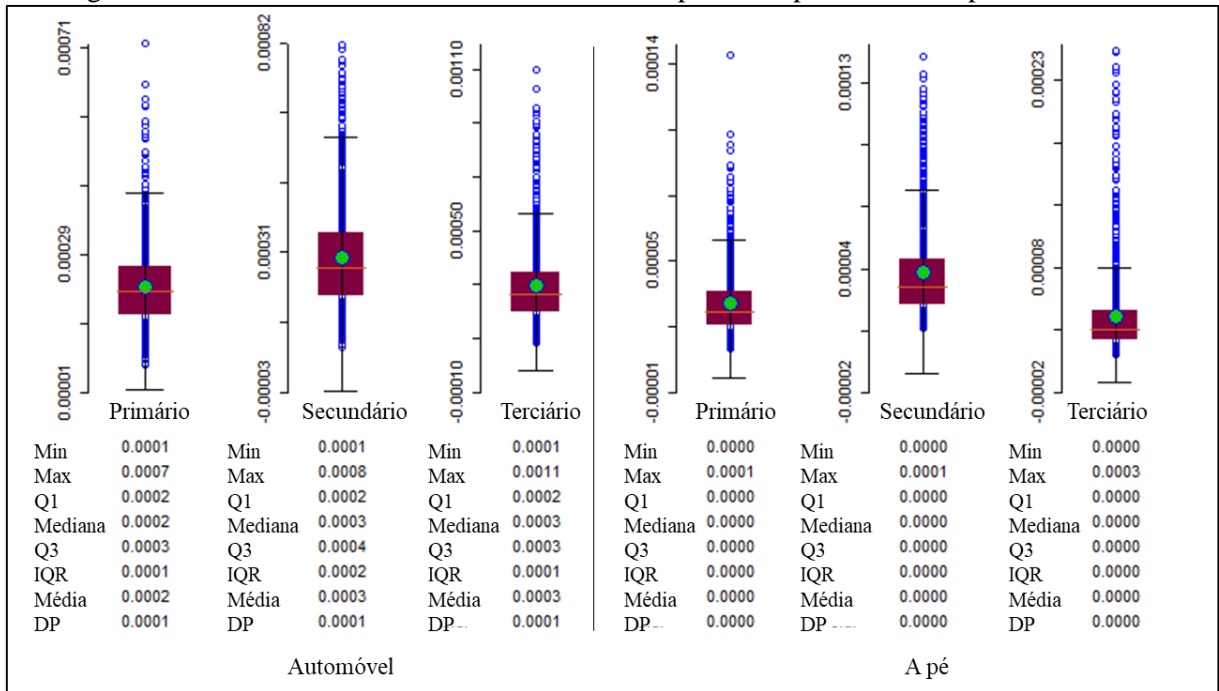 0.00071
0.00029
0.00001
0.00082
0.00031
-0.00003
0.00110
0.00050
-0.00010
0.00014
0.00005
-0.00001
0.00013
0.00004
-0.00002
0.00023
0.00008
-0.00002
Primário Secundário Terciário Primário Secundário Terciário
Min 0.0001 Min 0.0001 Min 0.0001 Min 0.0000 Min 0.0000 Min 0.0000
Max 0.0007 Max 0.0008 Max 0.0011 Max 0.0001 Max 0.0001 Max 0.0003
Q1 0.0002 Q1 0.0002 Q1 0.0002 Q1 0.0000 Q1 0.0000 Q1 0.0000
Mediana 0.0002 Mediana 0.0003 Mediana 0.0003 Mediana 0.0000 Mediana 0.0000 Mediana 0.0000
Q3 0.0003 Q3 0.0004 Q3 0.0003 Q3 0.0000 Q3 0.0000 Q3 0.0000
IQR 0.0001 IQR 0.0002 IQR 0.0001 IQR 0.0000 IQR 0.0000 IQR 0.0000
Média 0.0002 Média 0.0003 Média 0.0003 Média 0.0000 Média 0.0000 Média 0.0000
DP 0.0001 DP 0.0001 DP 0.0001 DP 0.0000 DP 0.0000 DP 0.0000
Automóvel A pé